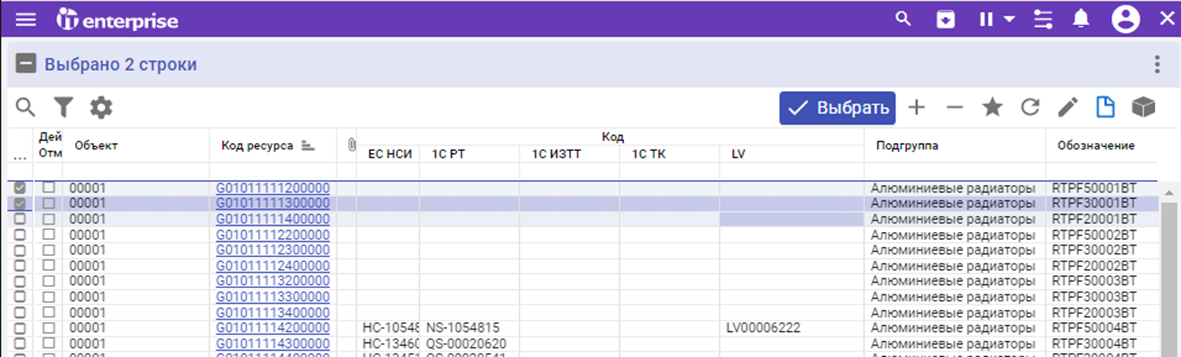 iT enterprise
Выбрано 2 строки
Выбрать
Дей Отм
Объект
Код ресурса
Код
ЕС НСИ 1С РТ 1С ИЗТТ 1С ТК LV
Подгруппа
Обозначение
...
00001 G01011111200000 Алюминиевые радиаторы RTPF50001BT
00001 G01011111300000 Алюминиевые радиаторы RTPF30001BT
00001 G01011111400000 Алюминиевые радиаторы RTPF20001BT
00001 G01011112200000 Алюминиевые радиаторы RTPF50002BT
00001 G01011112300000 Алюминиевые радиаторы RTPF30002BT
00001 G01011112400000 Алюминиевые радиаторы RTPF20002BT
00001 G01011113200000 Алюминиевые радиаторы RTPF50003BT
00001 G01011113300000 Алюминиевые радиаторы RTPF30003BT
00001 G01011113400000 Алюминиевые радиаторы RTPF20003BT
00001 G01011114200000 НС-10548 NS-1054815 LV00006222 Алюминиевые радиаторы RTPF50004BT
00001 G01011114300000 НС-13460 QS-00020620 Алюминиевые радиаторы RTPF30004BT